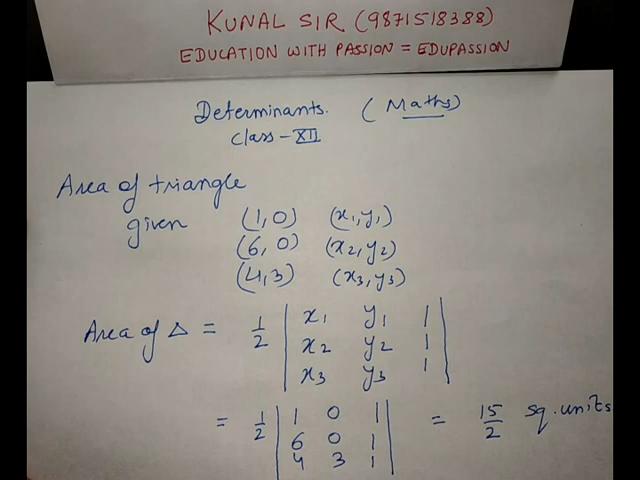 KUNAL SIR (9871518388)
EDUCATION WITH PASSION = EDUPASSION
Determinants. (Maths)
Class - XII
Area of triangle
given (1,0) (x₁,y₁)
(6,0) (x₂,y₂)
(4,3) (x₃,y₃)
Area of Δ = 1/2 | x₁ y₁ 1 |
| x₂ y₂ 1 |
| x₃ y₃ 1 |
= 1/2 | 1 0 1 | = 15/2 sq. units
| 6 0 1 |
| 4 3 1 |